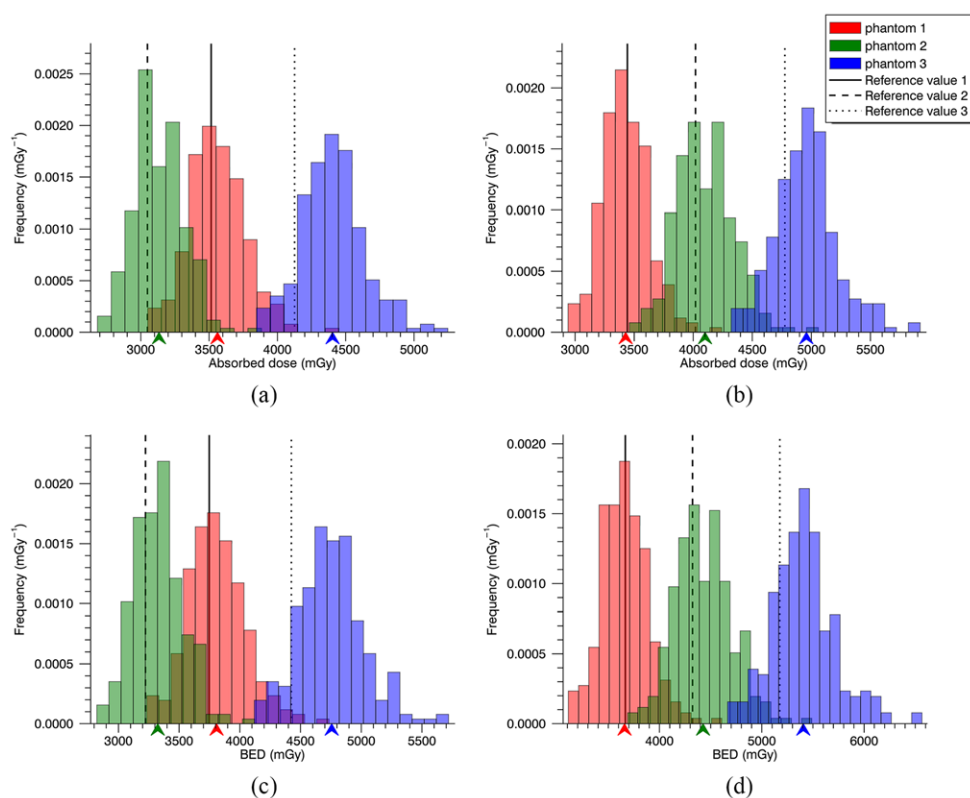 phantom 1
phantom 2
phantom 3
Reference value 1
Reference value 2
Reference value 3
Frequency (mGy⁻¹)
0.0025
0.0020
0.0015
0.0010
0.0005
0.0000
3000 3500 4000 4500 5000
Absorbed dose (mGy)
(a)
Frequency (mGy⁻¹)
0.0020
0.0015
0.0010
0.0005
0.0000
3000 3500 4000 4500 5000 5500
Absorbed dose (mGy)
(b)
Frequency (mGy⁻¹)
0.0020
0.0015
0.0010
0.0005
0.0000
3000 3500 4000 4500 5000 5500
BED (mGy)
(c)
Frequency (mGy⁻¹)
0.0020
0.0015
0.0010
0.0005
0.0000
4000 5000 6000
BED (mGy)
(d)